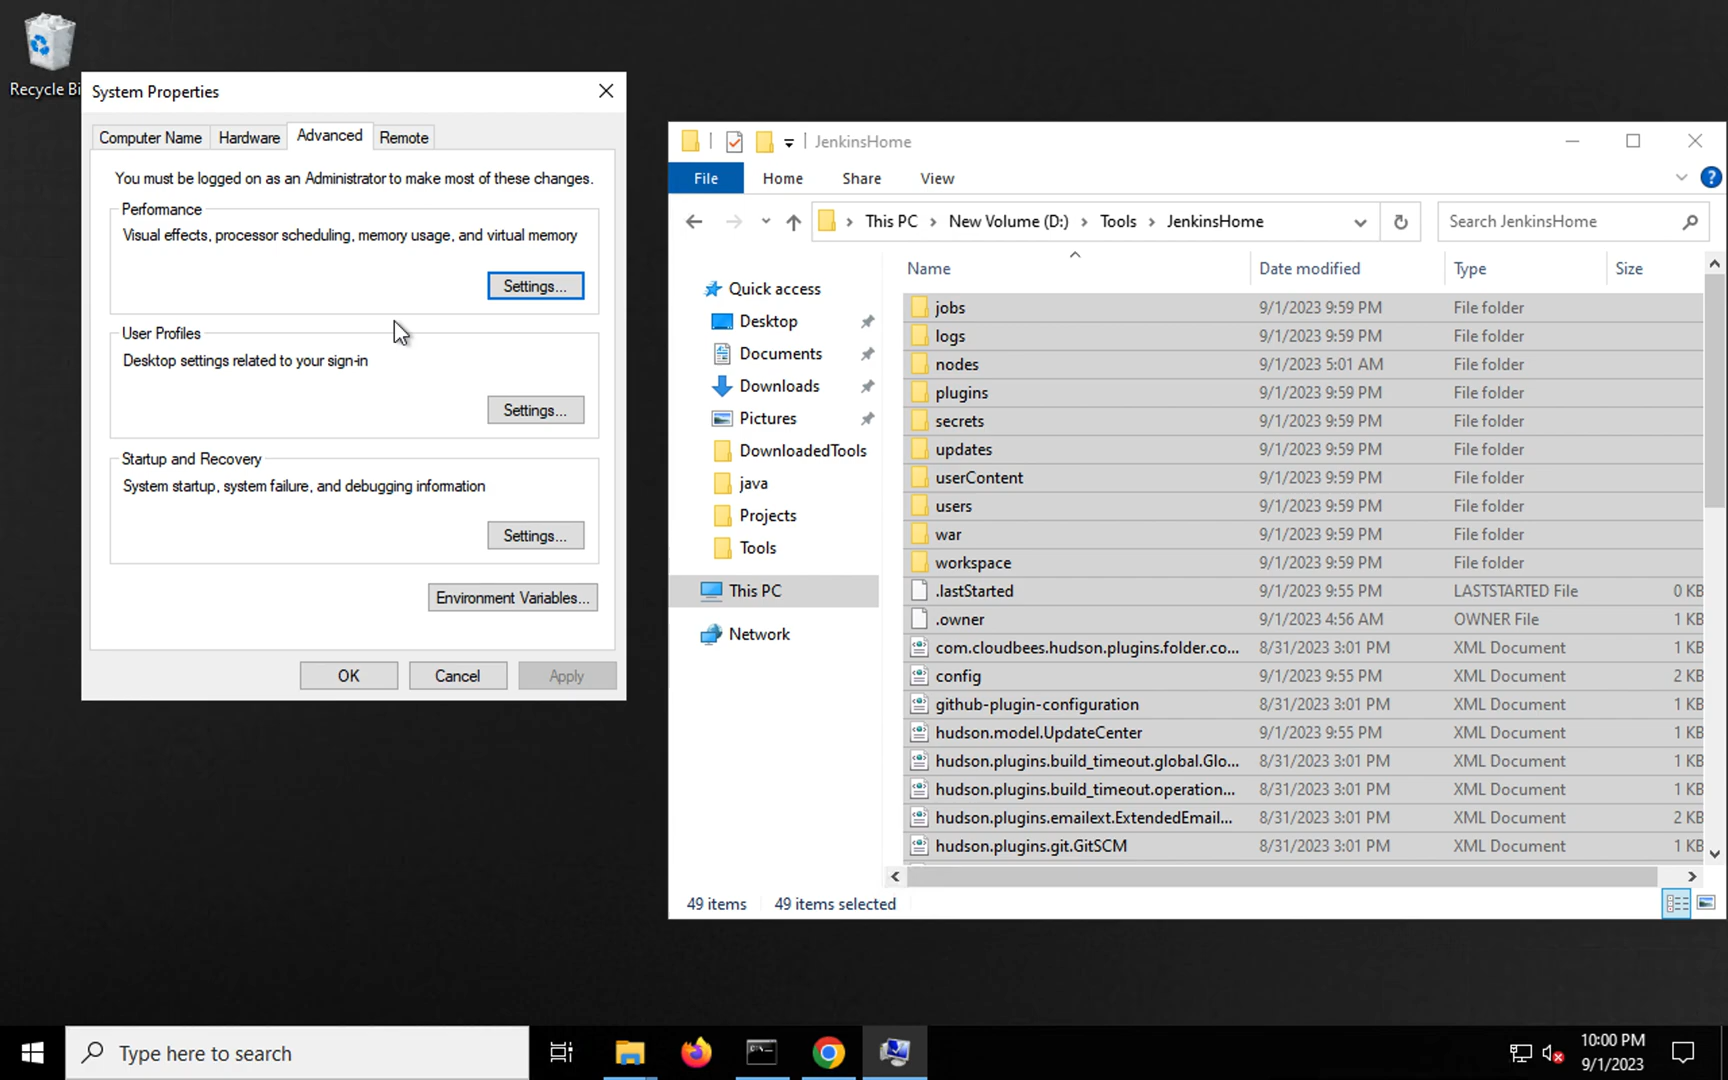 Recycle Bi
System Properties
Computer Name
Hardware
Advanced
Remote
You must be logged on as an Administrator to make most of these changes.
Performance
Visual effects, processor scheduling, memory usage, and virtual memory
Settings...
User Profiles
Desktop settings related to your sign-in
Settings...
Startup and Recovery
System startup, system failure, and debugging information
Settings...
Environment Variables...
OK
Cancel
Apply
JenkinsHome
File
Home
Share
View
This PC
New Volume (D:)
Tools
JenkinsHome
Search JenkinsHome
Quick access
Desktop
Documents
Downloads
Pictures
DownloadedTools
java
Projects
Tools
This PC
Network
Name Date modified Type Size
jobs 9/1/2023 9:59 PM File folder
logs 9/1/2023 9:59 PM File folder
nodes 9/1/2023 5:01 AM File folder
plugins 9/1/2023 9:59 PM File folder
secrets 9/1/2023 9:59 PM File folder
updates 9/1/2023 9:59 PM File folder
userContent 9/1/2023 9:59 PM File folder
users 9/1/2023 9:59 PM File folder
war 9/1/2023 9:59 PM File folder
workspace 9/1/2023 9:59 PM File folder
.lastStarted 9/1/2023 9:55 PM LASTSTARTED File 0 KB
.owner 9/1/2023 4:56 AM OWNER File 1 KB
com.cloudbees.hudson.plugins.folder.co... 8/31/2023 3:01 PM XML Document 1 KB
config 9/1/2023 9:55 PM XML Document 2 KB
github-plugin-configuration 8/31/2023 3:01 PM XML Document 1 KB
hudson.model.UpdateCenter 9/1/2023 9:55 PM XML Document 1 KB
hudson.plugins.build_timeout.global.Glo... 8/31/2023 3:01 PM XML Document 1 KB
hudson.plugins.build_timeout.operation... 8/31/2023 3:01 PM XML Document 1 KB
hudson.plugins.emailext.ExtendedEmail... 8/31/2023 3:01 PM XML Document 2 KB
hudson.plugins.git.GitSCM 8/31/2023 3:01 PM XML Document 1 KB
49 items 49 items selected
Type here to search
10:00 PM
9/1/2023